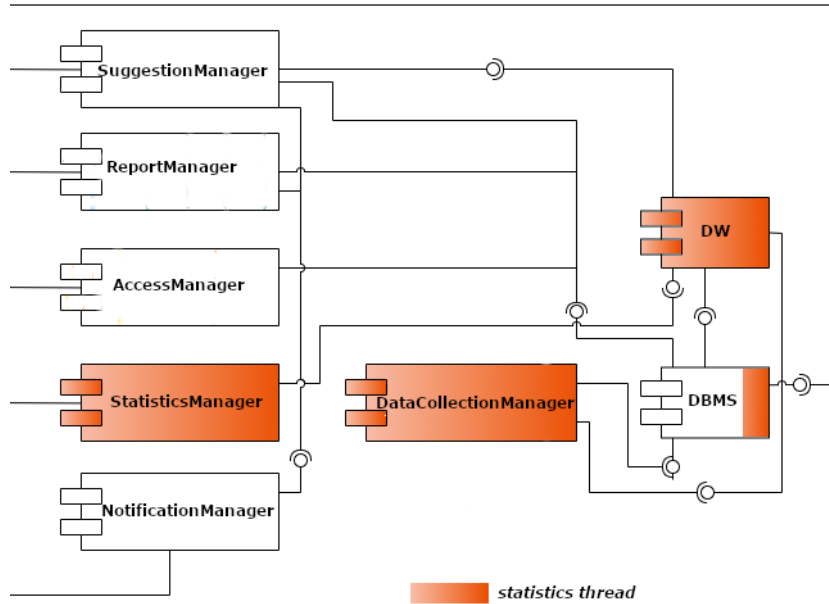 SuggestionManager
ReportManager
DW
AccessManager
StatisticsManager
DataCollectionManager
DBMS
NotificationManager
statistics thread